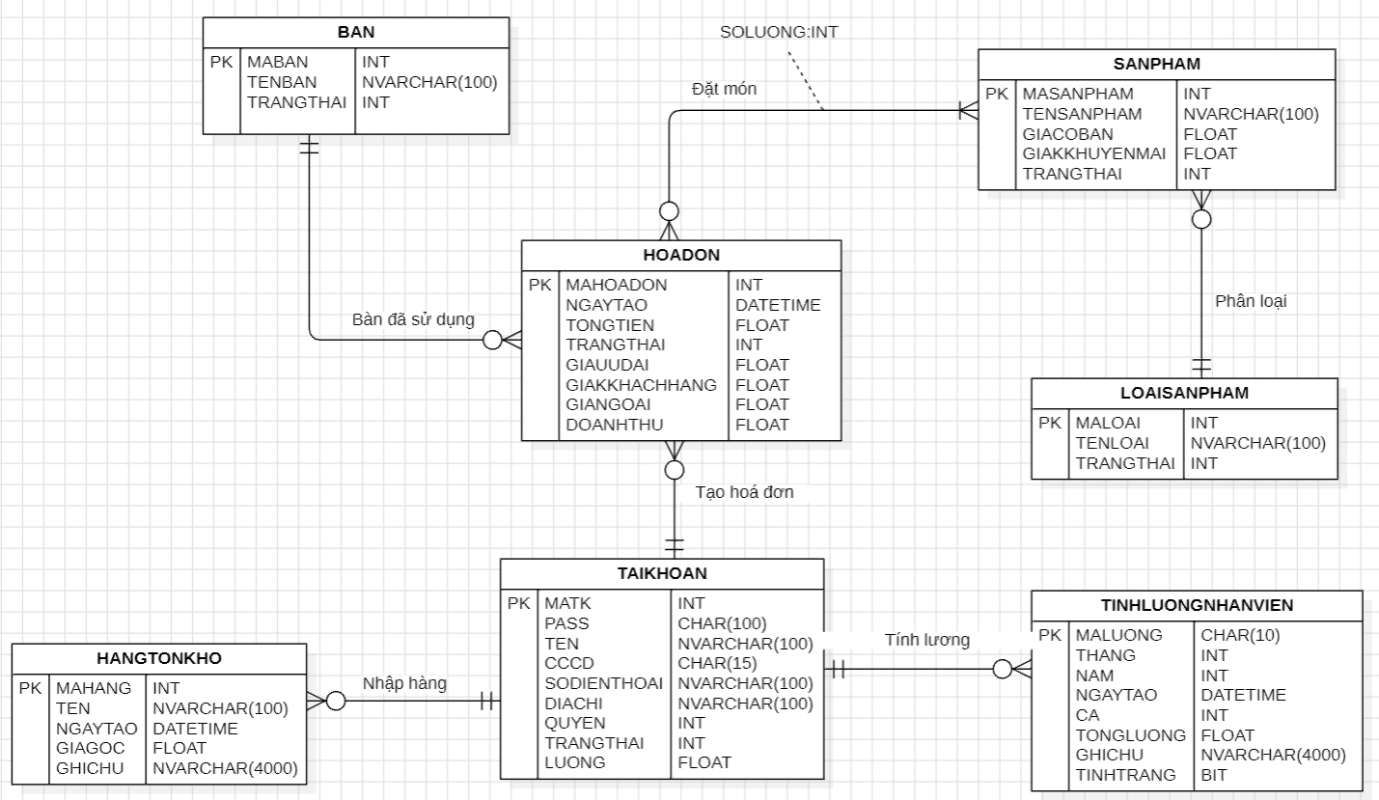 BAN
PK MABAN INT
TENBAN NVARCHAR(100)
TRANGTHAI INT
SOLUONG:INT
Đặt món
SANPHAM
PK MASANPHAM INT
TENSANPHAM NVARCHAR(100)
GIACOBAN FLOAT
GIAKKHUYENMAI FLOAT
TRANGTHAI INT
HOADON
PK MAHOADON INT
NGAYTAO DATETIME
TONGTIEN FLOAT
TRANGTHAI INT
GIAUUDAI FLOAT
GIAKKHACHHANG FLOAT
GIANGOAI FLOAT
DOANHTHU FLOAT
Bàn đã sử dụng
Phân loại
LOAISANPHAM
PK MALOAI INT
TENLOAI NVARCHAR(100)
TRANGTHAI INT
Tạo hoá đơn
TAIKHOAN
PK MATK INT
PASS CHAR(100)
TEN NVARCHAR(100)
CCCD CHAR(15)
SODIENTHOAI NVARCHAR(100)
DIACHI NVARCHAR(100)
QUYEN INT
TRANGTHAI INT
LUONG FLOAT
Tính lương
TINHLUONGNHANVIEN
PK MALUONG CHAR(10)
THANG INT
NAM INT
NGAYTAO DATETIME
CA INT
TONGLUONG FLOAT
GHICHU NVARCHAR(4000)
TINHTRANG BIT
Nhập hàng
HANGTONKHO
PK MAHANG INT
TEN NVARCHAR(100)
NGAYTAO DATETIME
GIAGOC FLOAT
GHICHU NVARCHAR(4000)